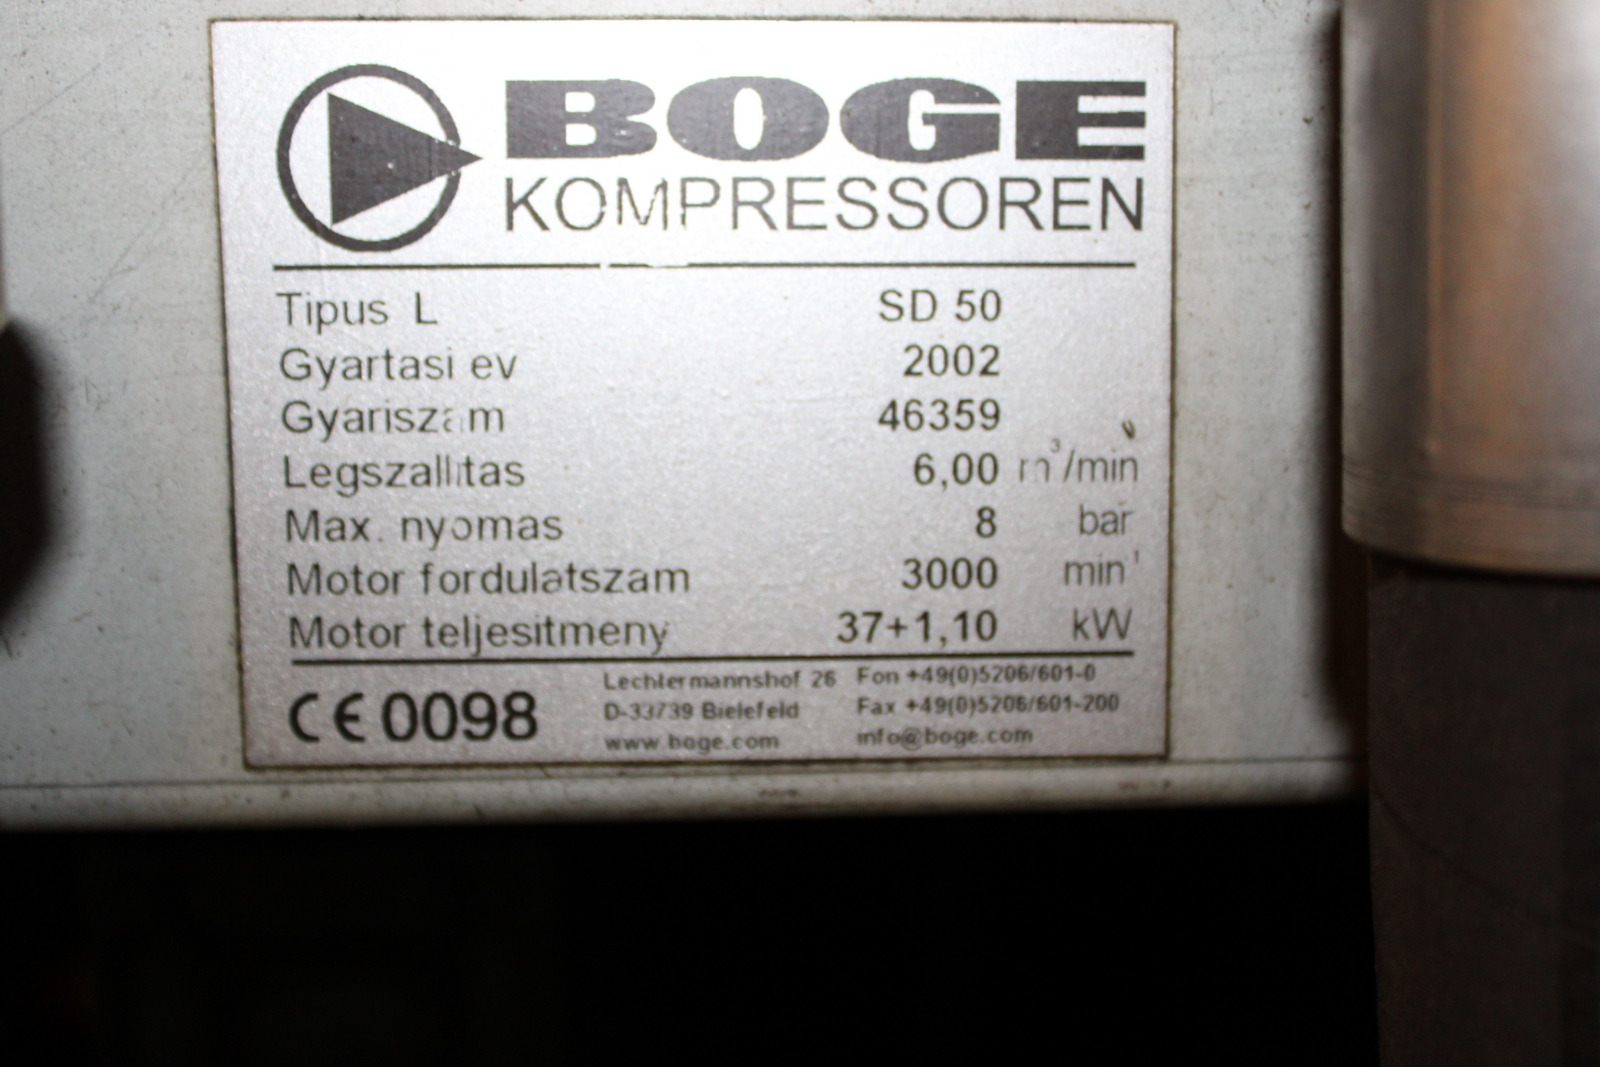 BOGE
KOMPRESSOREN
Tipus L SD 50
Gyartasi ev 2002
Gyariszam 46359
Legszallitas 6,00 m³/min
Max. nyomas 8 bar
Motor fordulatszam 3000 min¹
Motor teljesitmeny 37+1,10 kW
CE 0098
Lechtermannshof 26 Fon +49(0)5206/601-0
D-33739 Bielefeld Fax +49(0)5206/601-200
www.boge.com info@boge.com